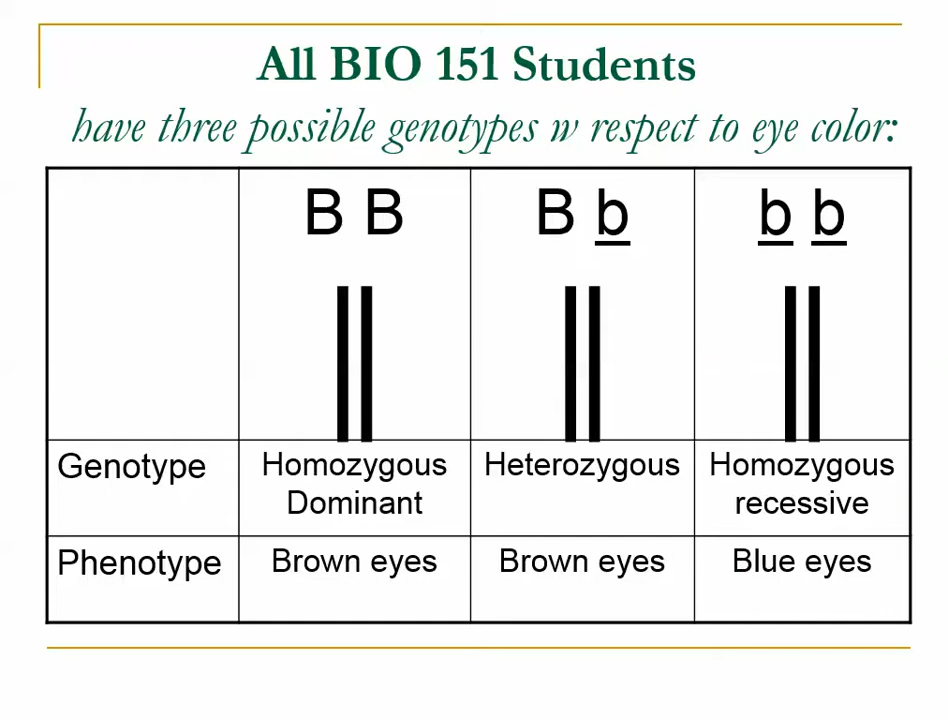 All BIO 151 Students
have three possible genotypes w respect to eye color:
B B B b b b
Genotype Homozygous Dominant Heterozygous Homozygous recessive
Phenotype Brown eyes Brown eyes Blue eyes